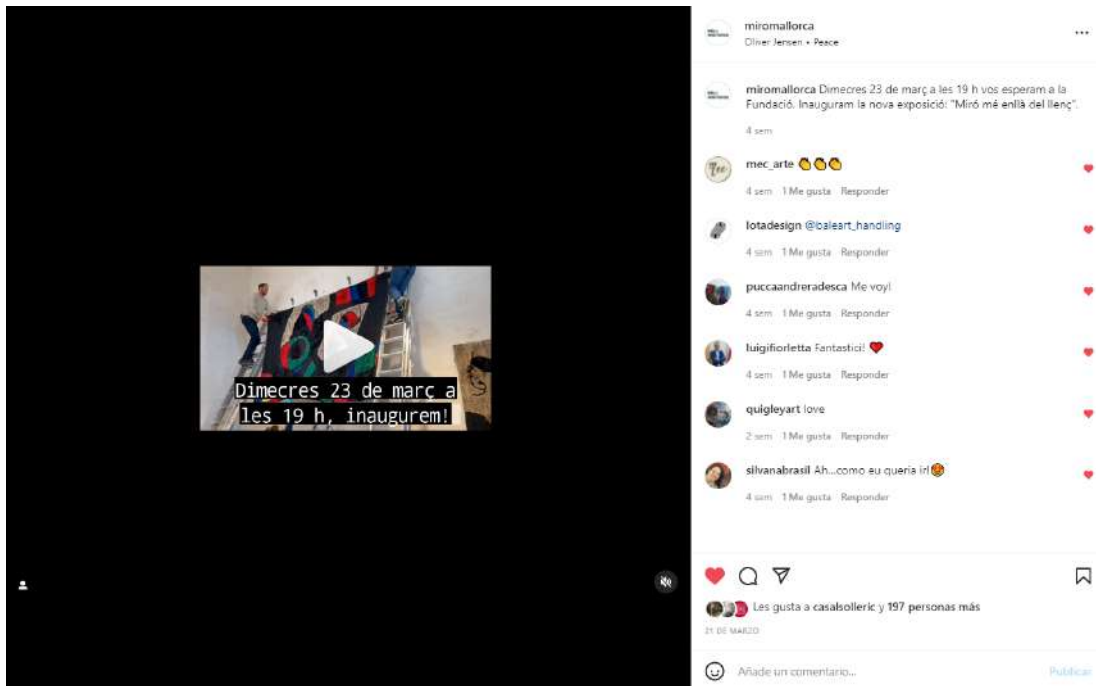 miromallorca
Oliver Jensen • Peace
miromallorca Dimecres 23 de març a les 19 h vos esperam a la
Fundació. Inauguram la nova exposició: "Miró mé enllà del llenç".
4 sem
mec_arte 👏👏👏
4 sem 1 Me gusta Responder
lotadesign @baleart_handling
4 sem 1 Me gusta Responder
puccaandreradesca Me voy!
4 sem 1 Me gusta Responder
luigifiorletta Fantastici! ❤️
4 sem 1 Me gusta Responder
quigleyart love
2 sem 1 Me gusta Responder
silvanabrasil Ah...como eu queria ir!🥰
4 sem 1 Me gusta Responder
Dimecres 23 de març a
les 19 h, inaugurem!
Les gusta a casalsolleric y 197 personas más
21 DE MARZO
Añade un comentario...
Publicar